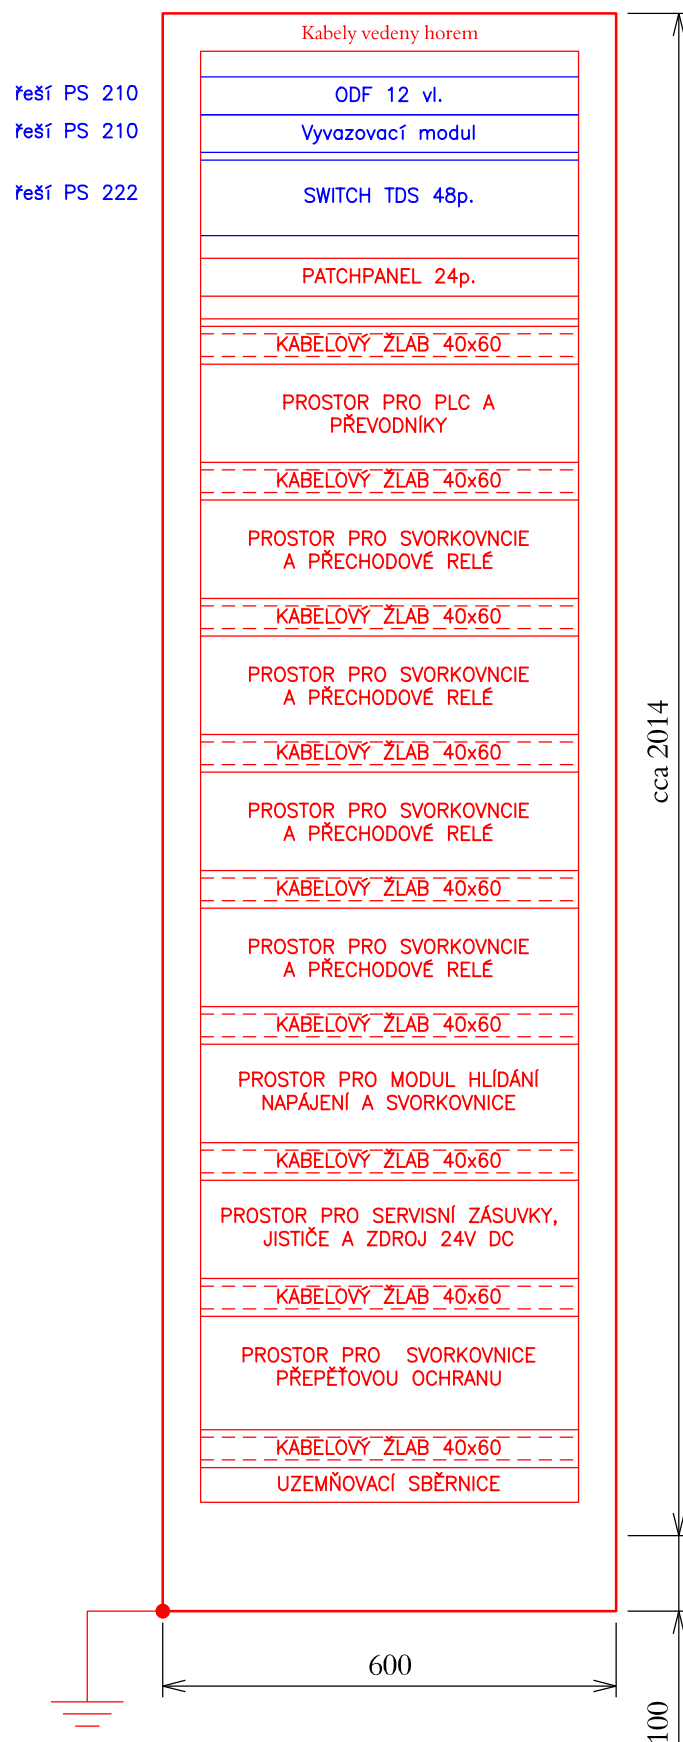 Kabely vedeny horem
řeší PS 210
ODF 12 vl.
řeší PS 210
Vyvazovací modul
řeší PS 222
SWITCH TDS 48p.
PATCHPANEL 24p.
KABELOVÝ ŽLAB 40x60
PROSTOR PRO PLC A
PŘEVODNÍKY
KABELOVÝ ŽLAB 40x60
PROSTOR PRO SVORKOVNCIE
A PŘECHODOVÉ RELÉ
KABELOVÝ ŽLAB 40x60
PROSTOR PRO SVORKOVNCIE
A PŘECHODOVÉ RELÉ
KABELOVÝ ŽLAB 40x60
PROSTOR PRO SVORKOVNCIE
A PŘECHODOVÉ RELÉ
KABELOVÝ ŽLAB 40x60
PROSTOR PRO SVORKOVNCIE
A PŘECHODOVÉ RELÉ
KABELOVÝ ŽLAB 40x60
PROSTOR PRO MODUL HLÍDÁNÍ
NAPÁJENÍ A SVORKOVNICE
KABELOVÝ ŽLAB 40x60
PROSTOR PRO SERVISNÍ ZÁSUVKY,
JISTIČE A ZDROJ 24V DC
KABELOVÝ ŽLAB 40x60
PROSTOR PRO SVORKOVNICE
PŘEPĚŤOVOU OCHRANU
KABELOVÝ ŽLAB 40x60
UZEMŇOVACÍ SBĚRNICE
cca 2014
600
100